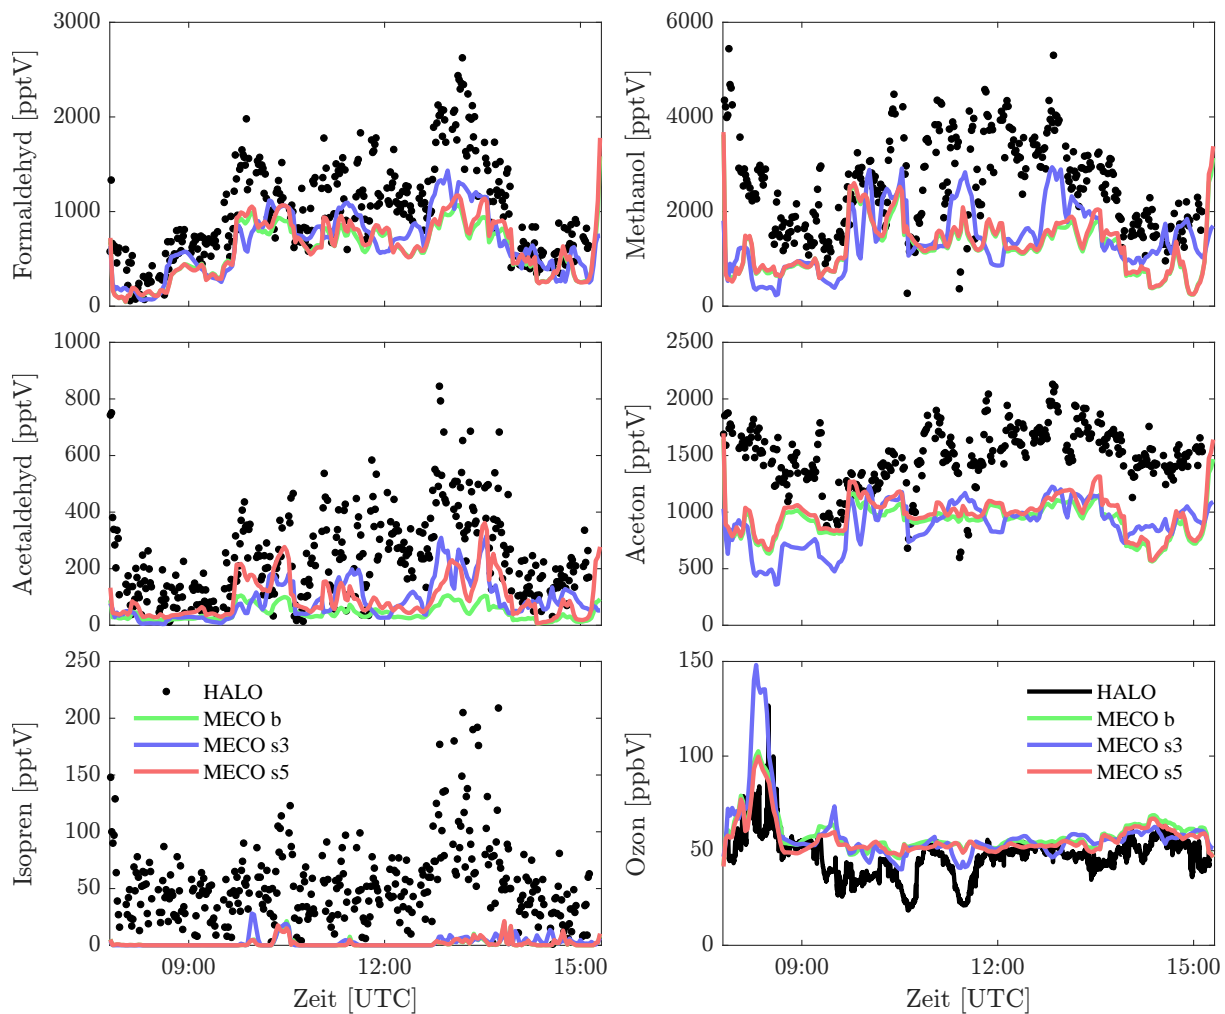 3000
2000
1000
0
Formaldehyd [pptV]
6000
4000
2000
0
Methanol [pptV]
1000
800
600
400
200
0
Acetaldehyd [pptV]
2500
2000
1500
1000
500
0
Aceton [pptV]
250
200
150
100
50
0
Isopren [pptV]
HALO
MECO b
MECO s3
MECO s5
09:00 12:00 15:00
Zeit [UTC]
150
100
50
0
Ozon [ppbV]
HALO
MECO b
MECO s3
MECO s5
09:00 12:00 15:00
Zeit [UTC]